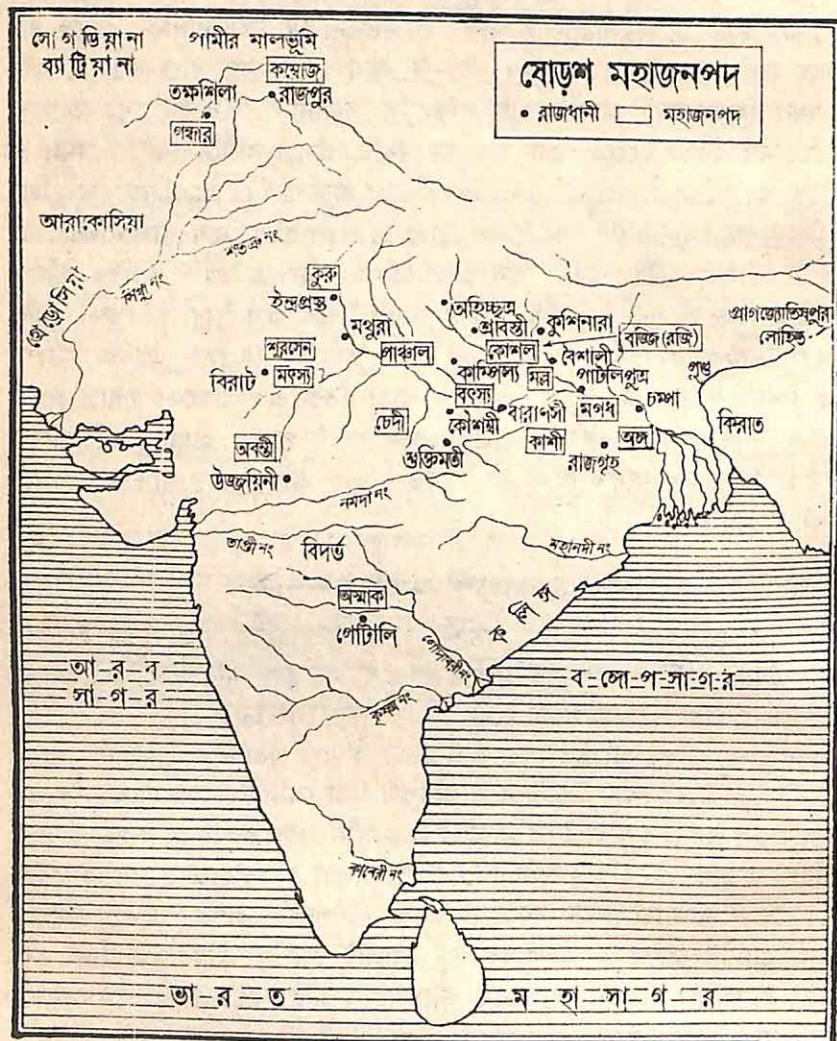 ষোড়শ মহাজনপদ
• রাজধানী ▭ মহাজনপদ
সোগডিয়ানা
ব্যাট্রিয়ানা
পামীর মালভূমি
কম্বোজ
তক্ষশিলা
রাজপুর
গন্ধার
আরাকোসিয়া
শতদ্রু নং
সিন্ধু নং
জেড্রোসিয়া
কুরু
ইন্দ্রপ্রস্থ
মথুরা
অহিচ্ছত্র
শ্রাবস্তী
কুশিনারা
প্রাগজ্যোতিষপুর
লোহিত
শূরসেন
পাঞ্চাল
কোশল
বজ্জি (রজি)
বৈশালী
বিরাট
মৎস্য
কাম্পিল্য
মল্ল
পাটলিপুত্র
পুণ্ড্র
বৎস্য
চেদী
কৌশম্বী
বারাণসী
মগধ
চম্পা
কিরাত
অবন্তী
শুক্তিমতী
কাশী
অঙ্গ
রাজগৃহ
উজ্জয়িনী
নর্মদা নং
তাপ্তী নং
বিদর্ভ
মহানদী নং
অস্মাক
গোটালি
ক লি ঙ্গ
গোদাবরী নং
আ-র-ব
সা-গ-র
ব-ঙ্গো-প-সা-গ-র
কৃষ্ণা নং
কাবেরী নং
ভা-র-ত ম-হা-সা-গ-র